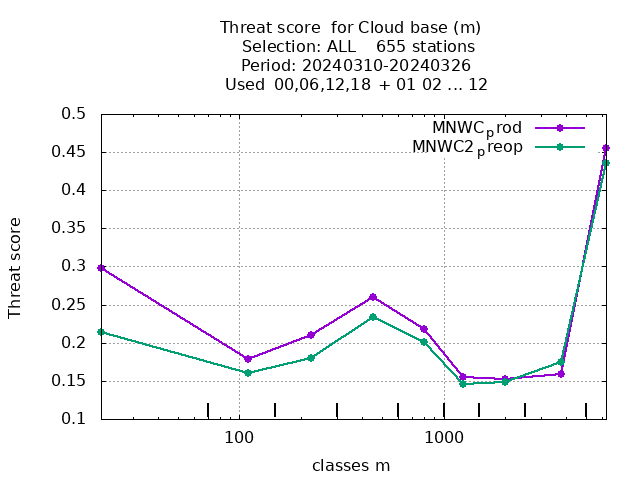 Threat score  for Cloud base (m)
Selection: ALL    655 stations
Period: 20240310-20240326
Used  00,06,12,18 + 01 02 ... 12
MNWCprod
MNWC2preop
0.5
0.45
0.4
0.35
0.3
0.25
0.2
0.15
0.1
Threat score
100
1000
classes m